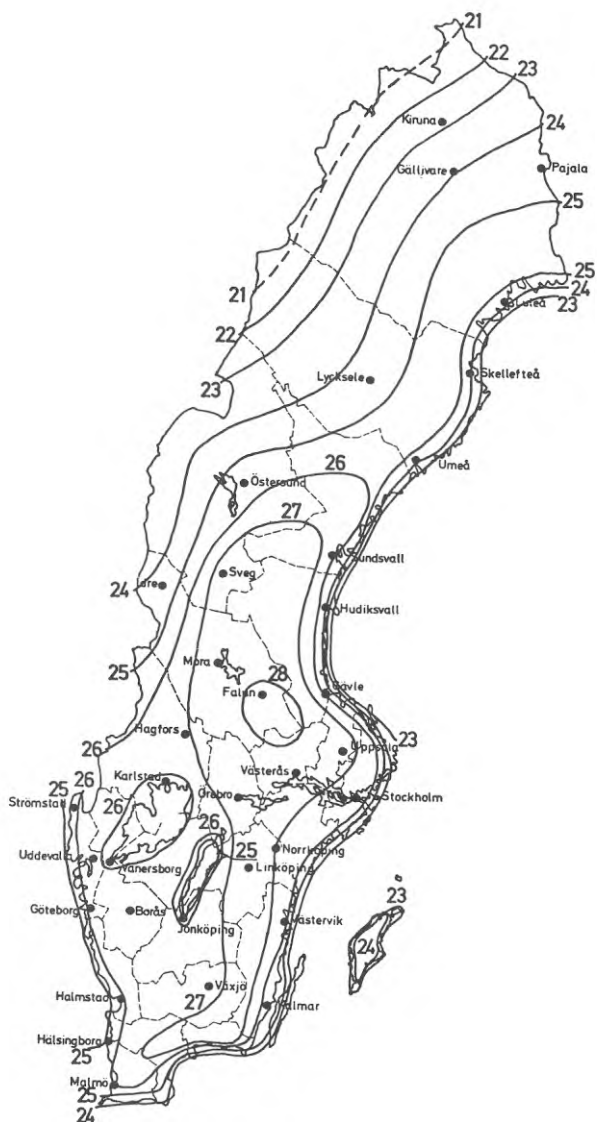 21
22
23
Kiruna
24
Gällivare
Pajala
25
21
25
24
Luleå
23
22
23
Lycksele
Skellefteå
Umeå
26
Östersund
27
Sundsvall
Sveg
24
Hudiksvall
Mora
25
28
Falun
Gävle
Hagfors
23
Uppsala
26
Västerås
26
Karlstad
25
26
Örebro
Stockholm
Strömstad
26
25
Norrköping
Uddevalla
Vänersborg
Linköping
23
Göteborg
Borås
Jönköping
Västervik
24
Växjö
Halmstad
27
Kalmar
Hälsingborg
25
Malmö
25
24